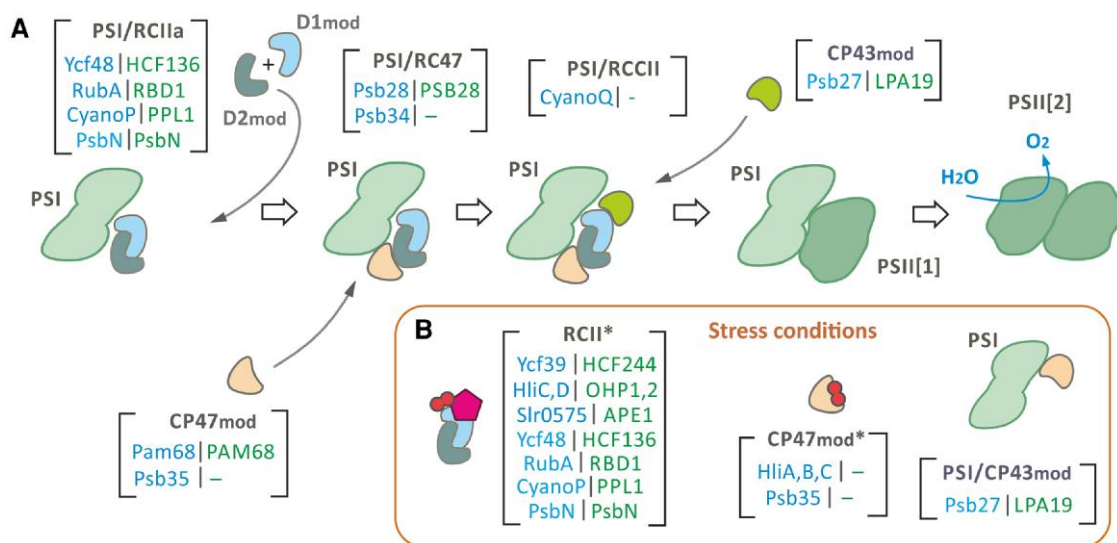 A
PSI/RCIIa
Ycf48 | HCF136
RubA | RBD1
CyanoP | PPL1
PsbN | PsbN
D1mod
+
D2mod
PSI/RC47
Psb28 | PSB28
Psb34 | –
PSI/RCCII
CyanoQ | -
CP43mod
Psb27 | LPA19
PSII[2]
O2
H2O
PSI
PSI
PSI
PSI
PSII[1]
CP47mod
Pam68 | PAM68
Psb35 | –
B
Stress conditions
RCII*
Ycf39 | HCF244
HliC,D | OHP1,2
Slr0575 | APE1
Ycf48 | HCF136
RubA | RBD1
CyanoP | PPL1
PsbN | PsbN
CP47mod*
HliA,B,C | –
Psb35 | –
PSI
PSI/CP43mod
Psb27 | LPA19